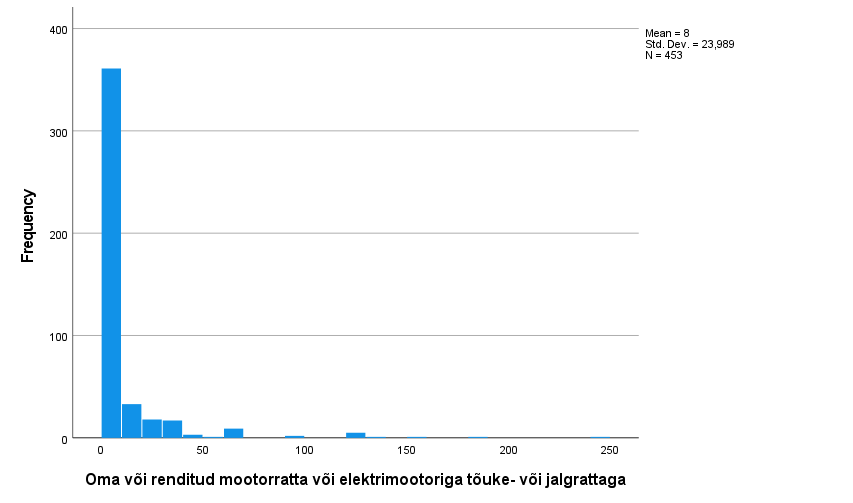 400
300
200
100
0
Frequency
0 50 100 150 200 250
Oma või renditud mootorratta või elektrimootoriga tõuke- või jalgrattaga
Mean = 8
Std. Dev. = 23,989
N = 453